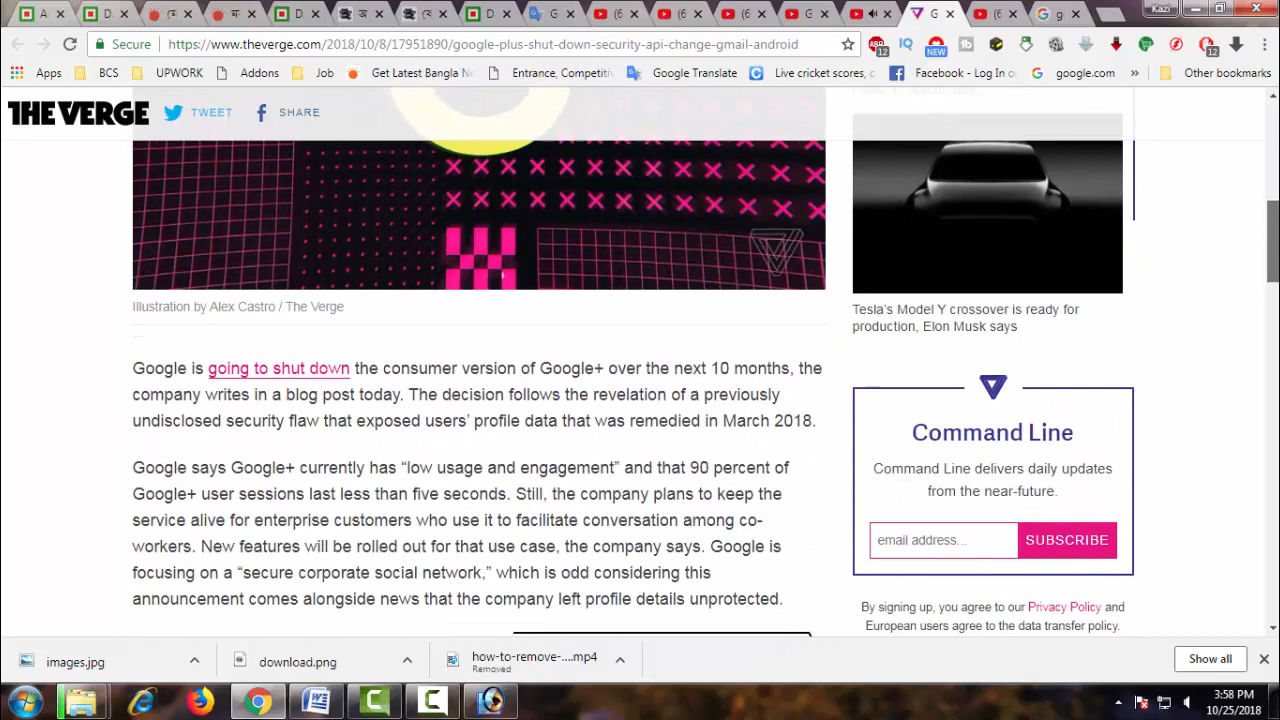 Kazi
Secure
https://www.theverge.com/2018/10/8/17951890/google-plus-shut-down-security-api-change-gmail-android
12
NEW
12
Apps
BCS
UPWORK
Addons
Job
Get Latest Bangla Ne
Entrance, Competiti
Google Translate
Live cricket scores, c
Facebook - Log In o
google.com
»
Other bookmarks
THE VERGE
TWEET
SHARE
Illustration by Alex Castro / The Verge
Google is going to shut down the consumer version of Google+ over the next 10 months, the
company writes in a blog post today. The decision follows the revelation of a previously
undisclosed security flaw that exposed users’ profile data that was remedied in March 2018.
Google says Google+ currently has “low usage and engagement” and that 90 percent of
Google+ user sessions last less than five seconds. Still, the company plans to keep the
service alive for enterprise customers who use it to facilitate conversation among co-
workers. New features will be rolled out for that use case, the company says. Google is
focusing on a “secure corporate social network,” which is odd considering this
announcement comes alongside news that the company left profile details unprotected.
Tesla’s Model Y crossover is ready for
production, Elon Musk says
Command Line
Command Line delivers daily updates
from the near-future.
email address...
SUBSCRIBE
By signing up, you agree to our Privacy Policy and
European users agree to the data transfer policy.
images.jpg
download.png
how-to-remove-....mp4
Removed
Show all
3:58 PM
10/25/2018